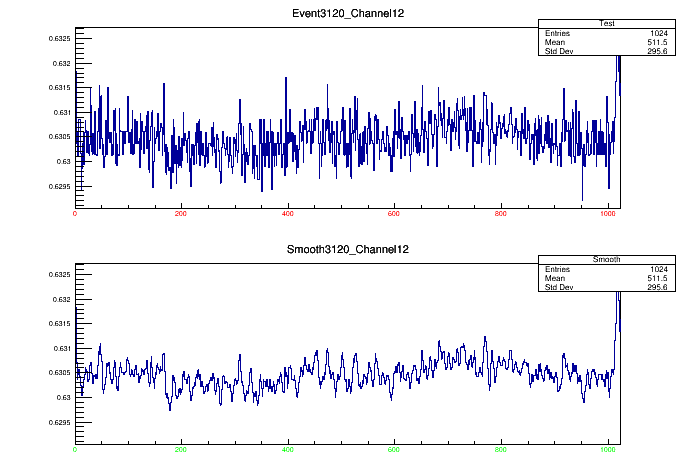 Event3120_Channel12
Test
Entries 1024
Mean 511.5
Std Dev 295.6
0.6325
0.632
0.6315
0.631
0.6305
0.63
0.6295
0 200 400 600 800 1000
Smooth3120_Channel12
Smooth
Entries 1024
Mean 511.5
Std Dev 295.6
0.6325
0.632
0.6315
0.631
0.6305
0.63
0.6295
0 200 400 600 800 1000